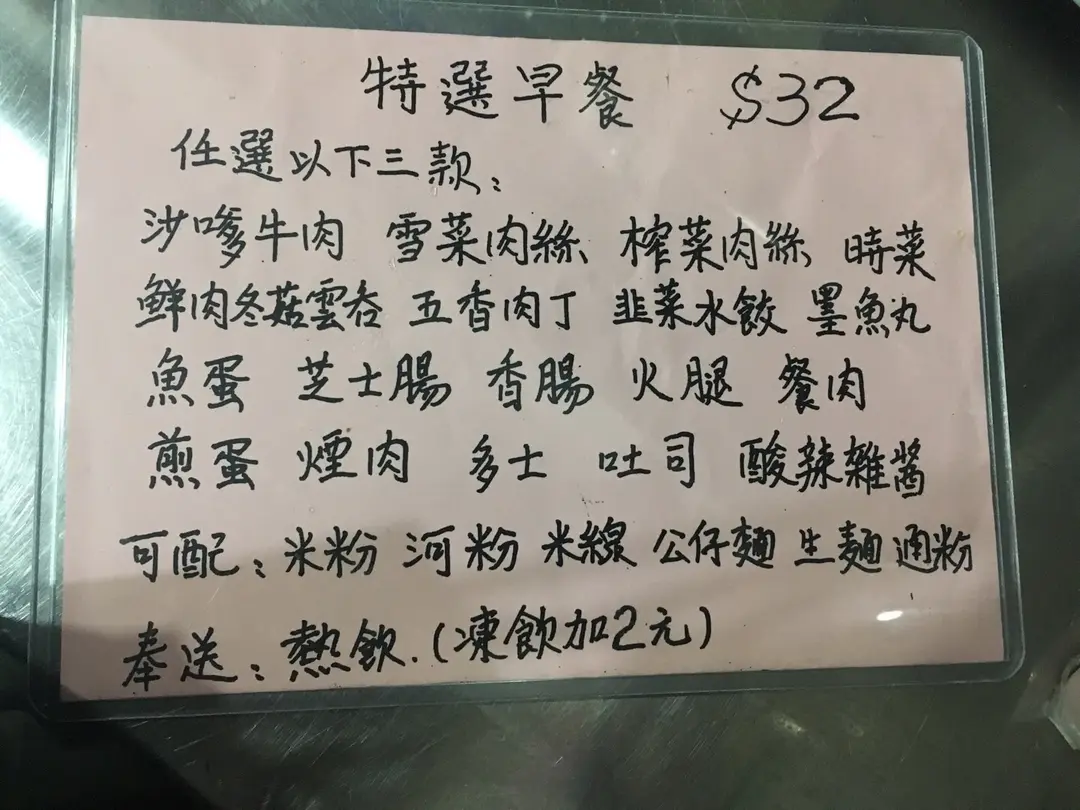 特選早餐 $32
任選以下三款：
沙嗲牛肉 雪菜肉絲 榨菜肉絲 時菜
鮮肉冬菇雲吞 五香肉丁 韮菜水餃 墨魚丸
魚蛋 芝士腸 香腸 火腿 餐肉
煎蛋 煙肉 多士 吐司 酸辣雜醬
可配：米粉 河粉 米線 公仔麵 生麵 通粉
奉送：熱飲.(凍飲加2元)